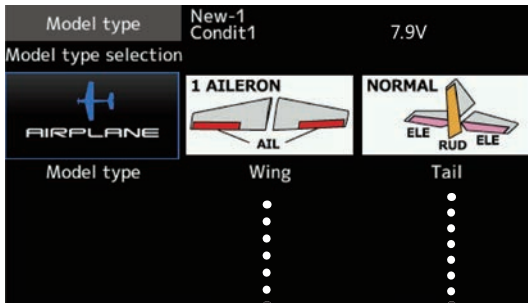 Model type
New-1
Condit1
7.9V
Model type selection
AIRPLANE
1 AILERON
AIL
NORMAL
ELE
RUD
ELE
Model type
Wing
Tail